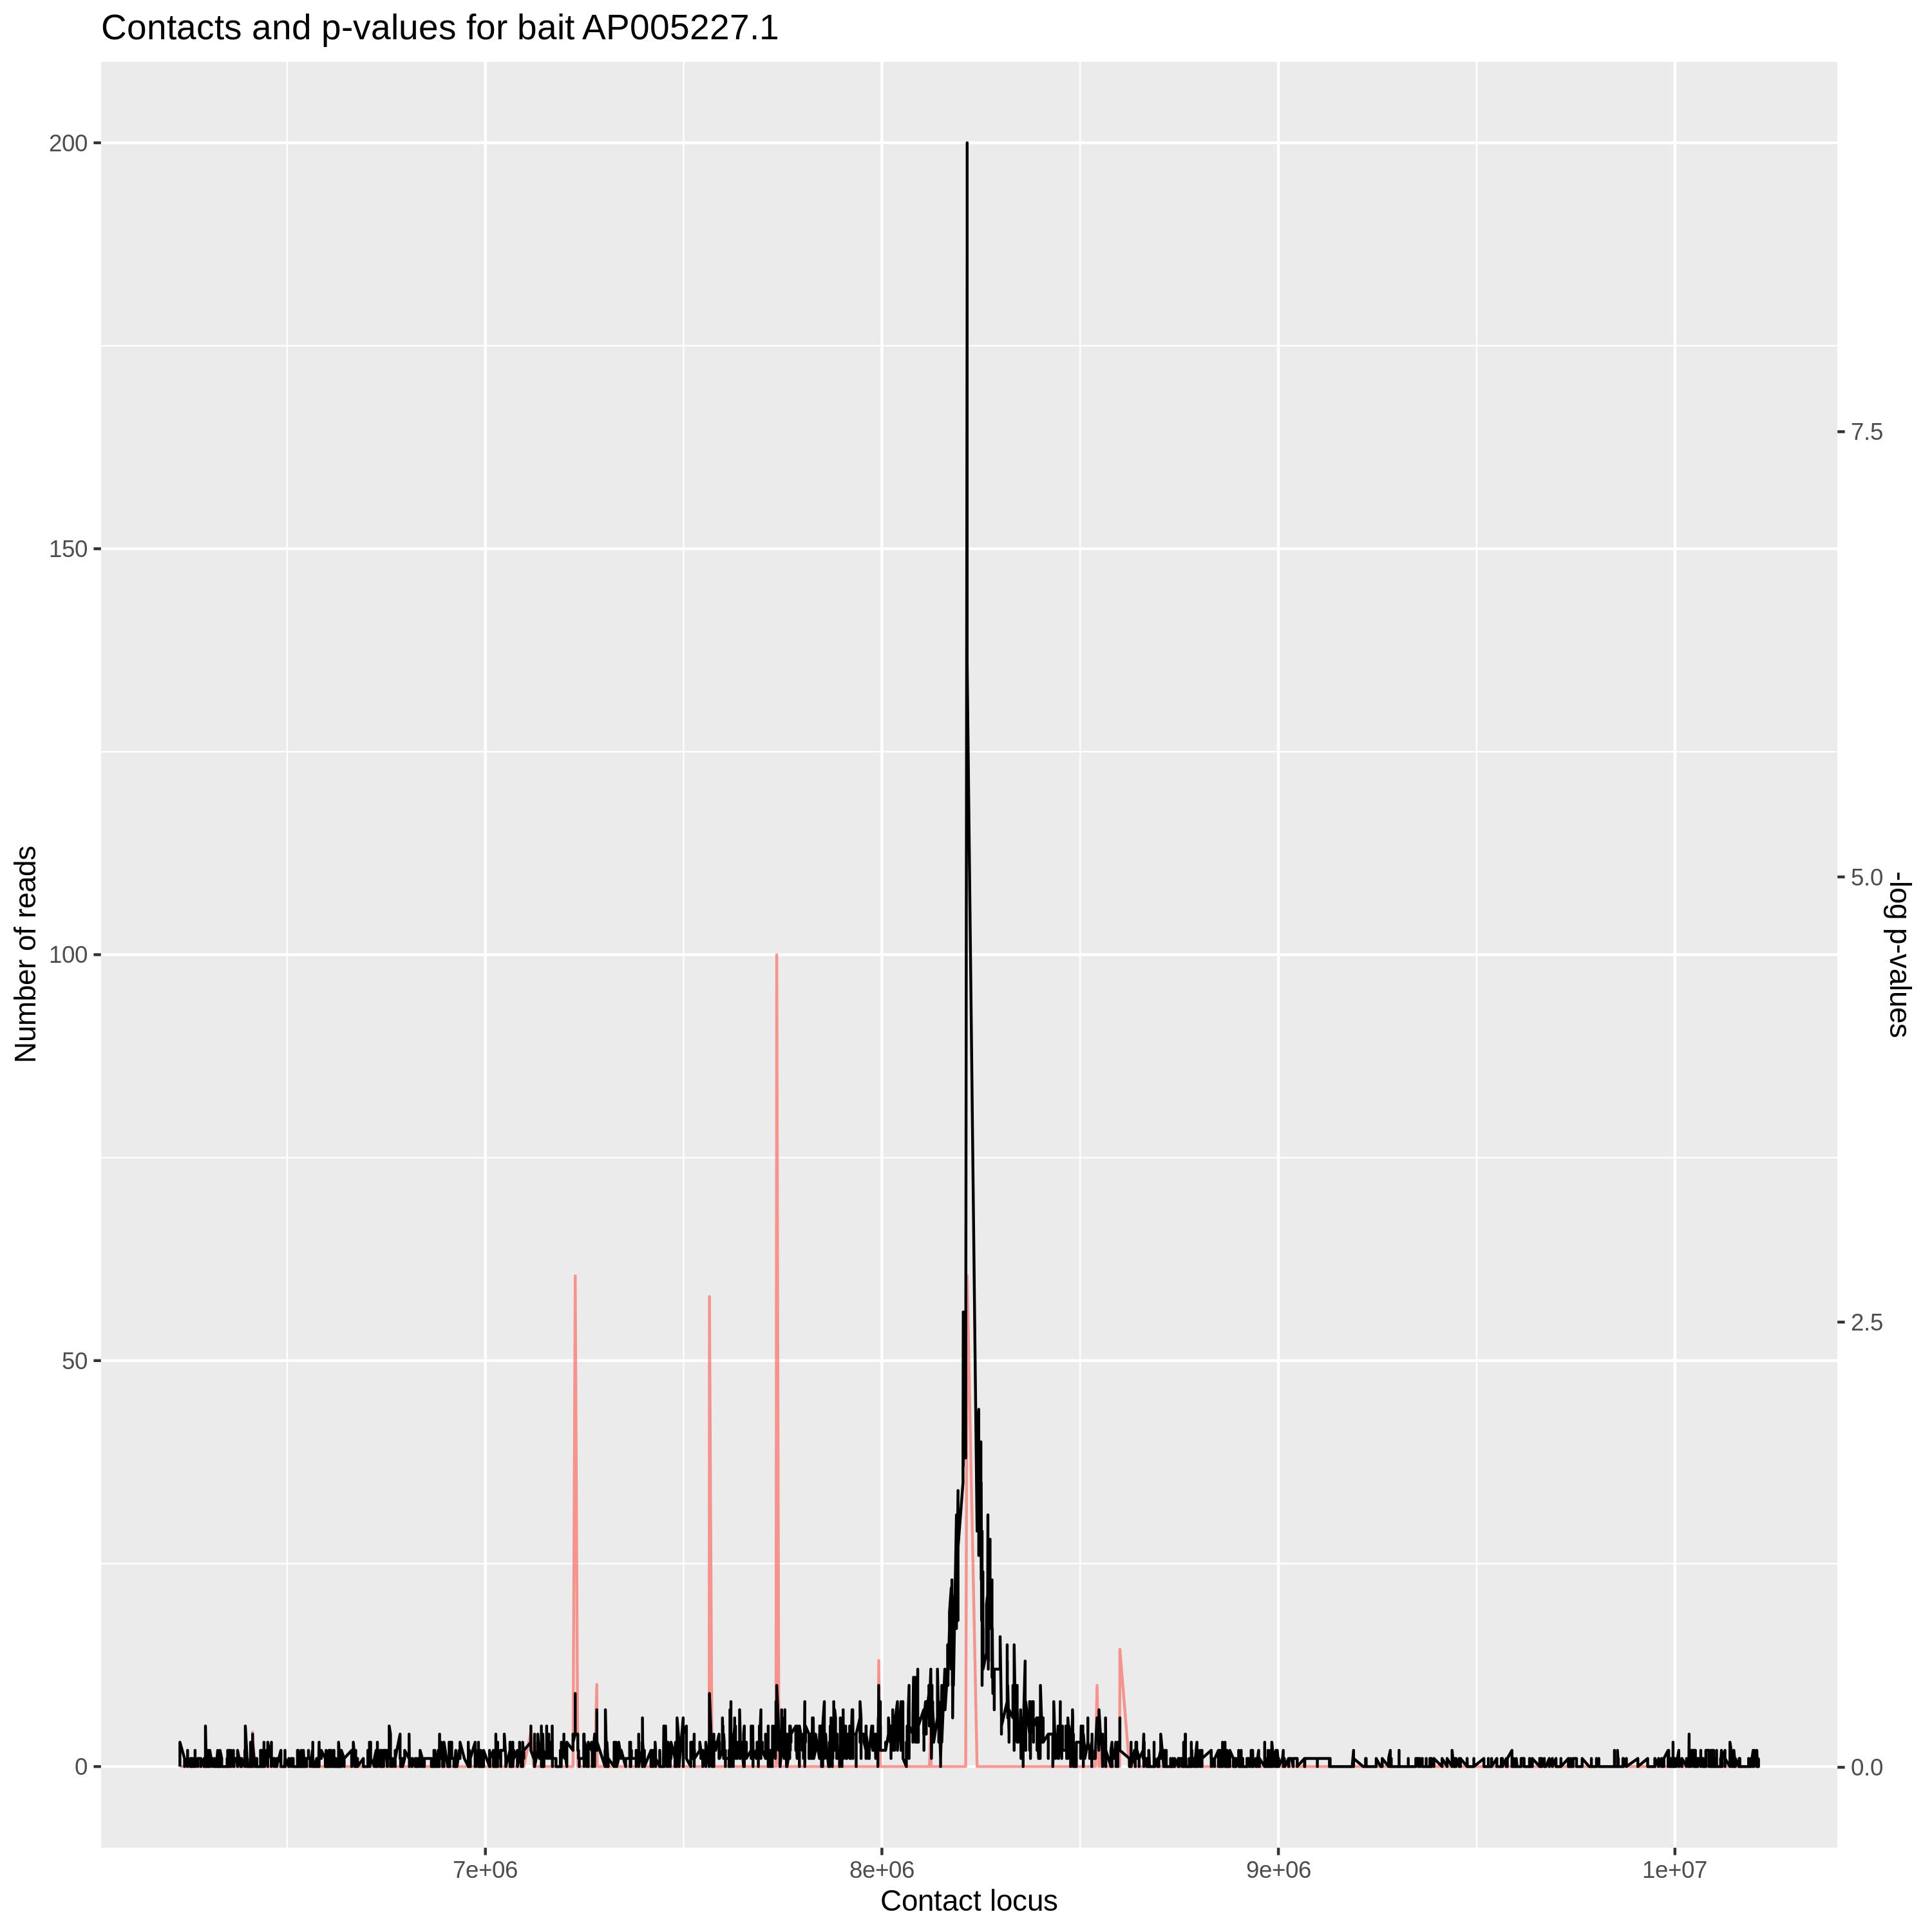 Contacts and p-values for bait AP005227.1
200
150
100
50
0
Number of reads
7.5
5.0
2.5
0.0
-log p-values
7e+06
8e+06
9e+06
1e+07
Contact locus